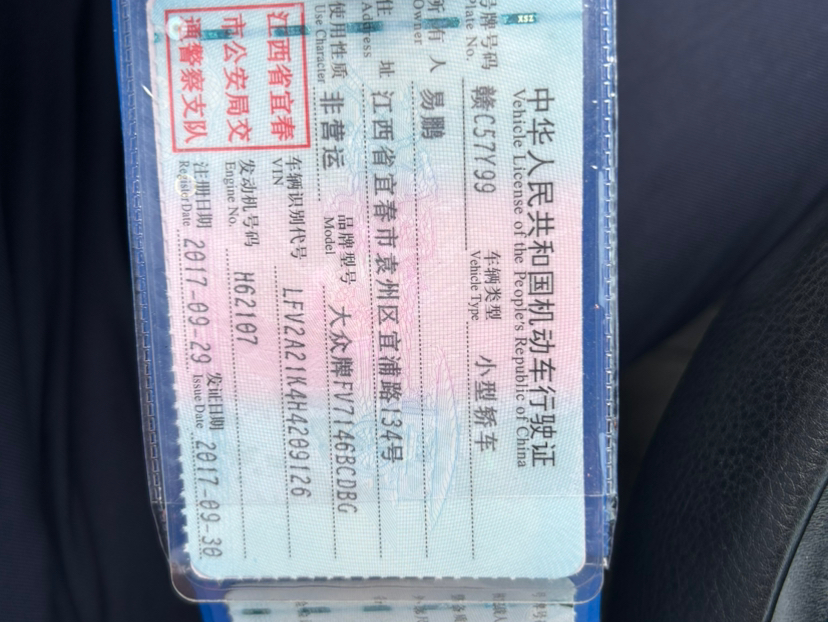 中华人民共和国机动车行驶证
Vehicle License of the People's Republic of China
号牌号码 赣C57Y99 车辆类型 小型轿车
Plate No. Vehicle Type
所有人 易鹏
Owner
住址 江西省宜春市袁州区宜浦路134号
Address
使用性质 非营运 品牌型号 大众牌FV7146BCDBG
Use Character Model
车辆识别代号 LFV2A21K4H4209126
VIN
发动机号码 H62107
Engine No.
注册日期 2017-09-29 发证日期 2017-09-30
Register Date Issue Date
江西省宜春
市公安局交
通警察支队